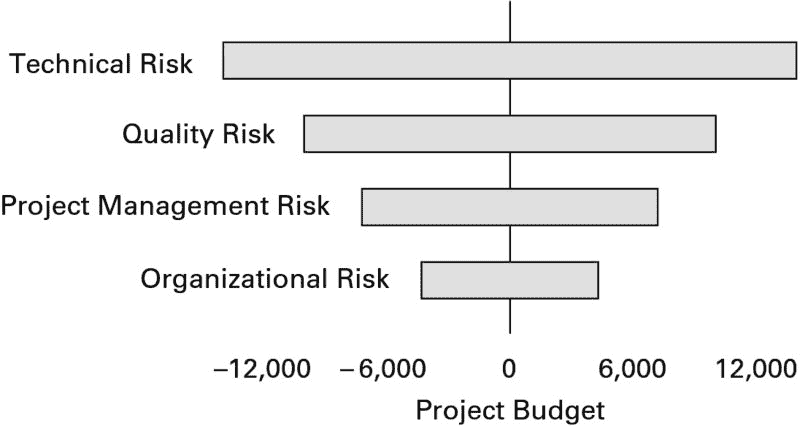 Technical Risk
Quality Risk
Project Management Risk
Organizational Risk
–12,000 –6,000 0 6,000 12,000
Project Budget